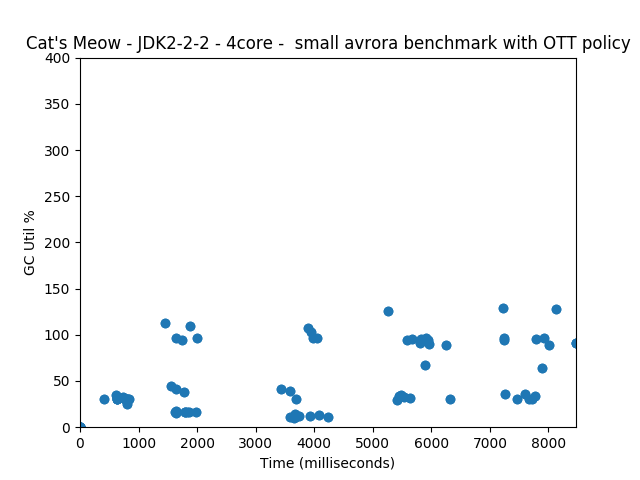 Cat's Meow - JDK2-2-2 - 4core -  small avrora benchmark with OTT policy
400
350
300
250
200
150
100
50
0
GC Util %
0 1000 2000 3000 4000 5000 6000 7000 8000
Time (milliseconds)